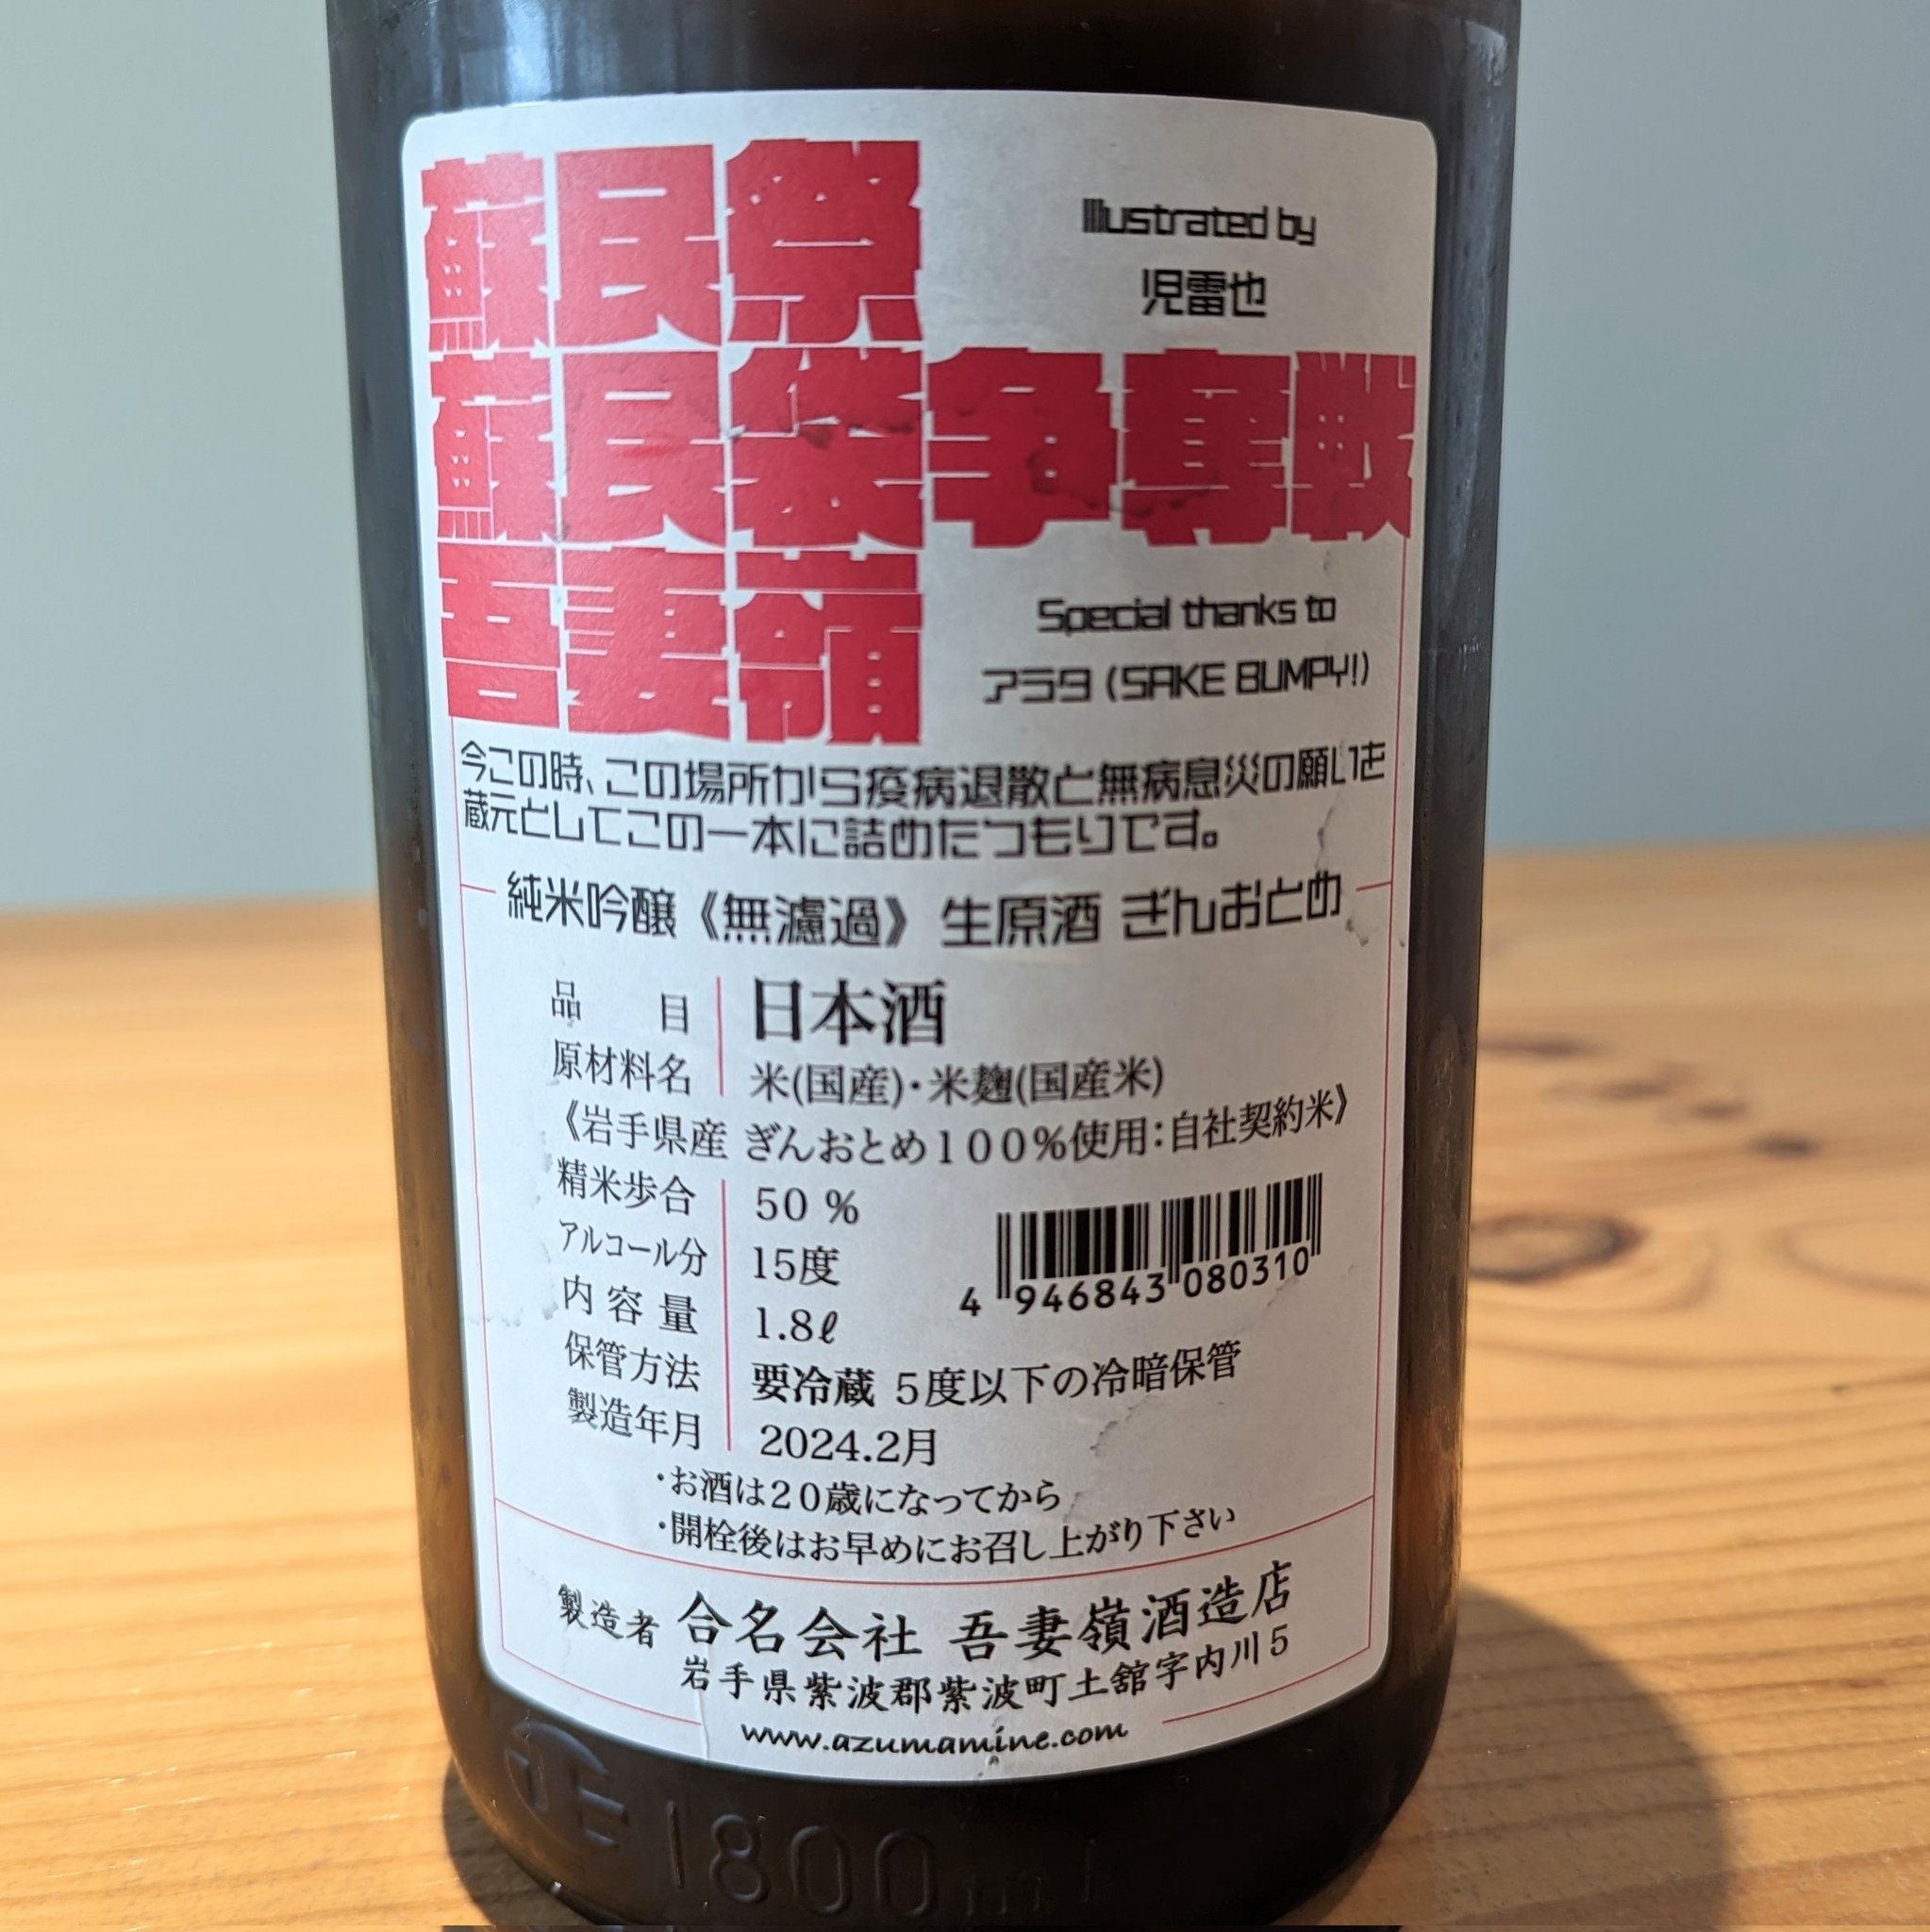 蘇民祭
Illustrated by
児雷也
蘇民袋争奪戦
吾妻嶺
Special thanks to
アラタ (SAKE BUMPY!)
今この時、この場所から疫病退散と無病息災の願いを
蔵元としてこの一本に詰めたつもりです。
純米吟醸《無濾過》生原酒 ぎんおとめ
品目 日本酒
原材料名 米(国産)・米麹(国産米)
《岩手県産 ぎんおとめ100%使用:自社契約米》
精米歩合 50 %
アルコール分 15度
内容量 1.8ℓ
4 946843 080310
保管方法 要冷蔵 5度以下の冷暗保管
製造年月 2024.2月
・お酒は20歳になってから
・開栓後はお早めにお召し上がり下さい
製造者 合名会社 吾妻嶺酒造店
岩手県紫波郡紫波町土舘字内川5
www.azumamine.com
正 1800ml